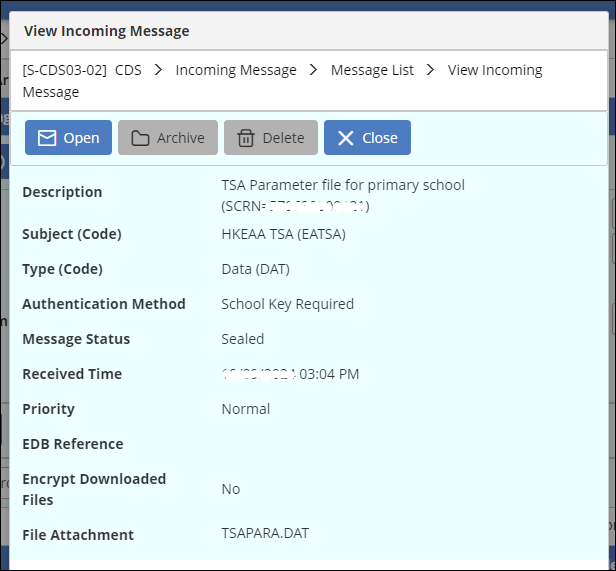 View Incoming Message
[S-CDS03-02] CDS > Incoming Message > Message List > View Incoming
Message
Open Archive Delete Close
Description TSA Parameter file for primary school
(SCRN=
Subject (Code) HKEAA TSA (EATSA)
Type (Code) Data (DAT)
Authentication Method School Key Required
Message Status Sealed
Received Time 03:04 PM
Priority Normal
EDB Reference
Encrypt Downloaded
Files No
File Attachment TSAPARA.DAT